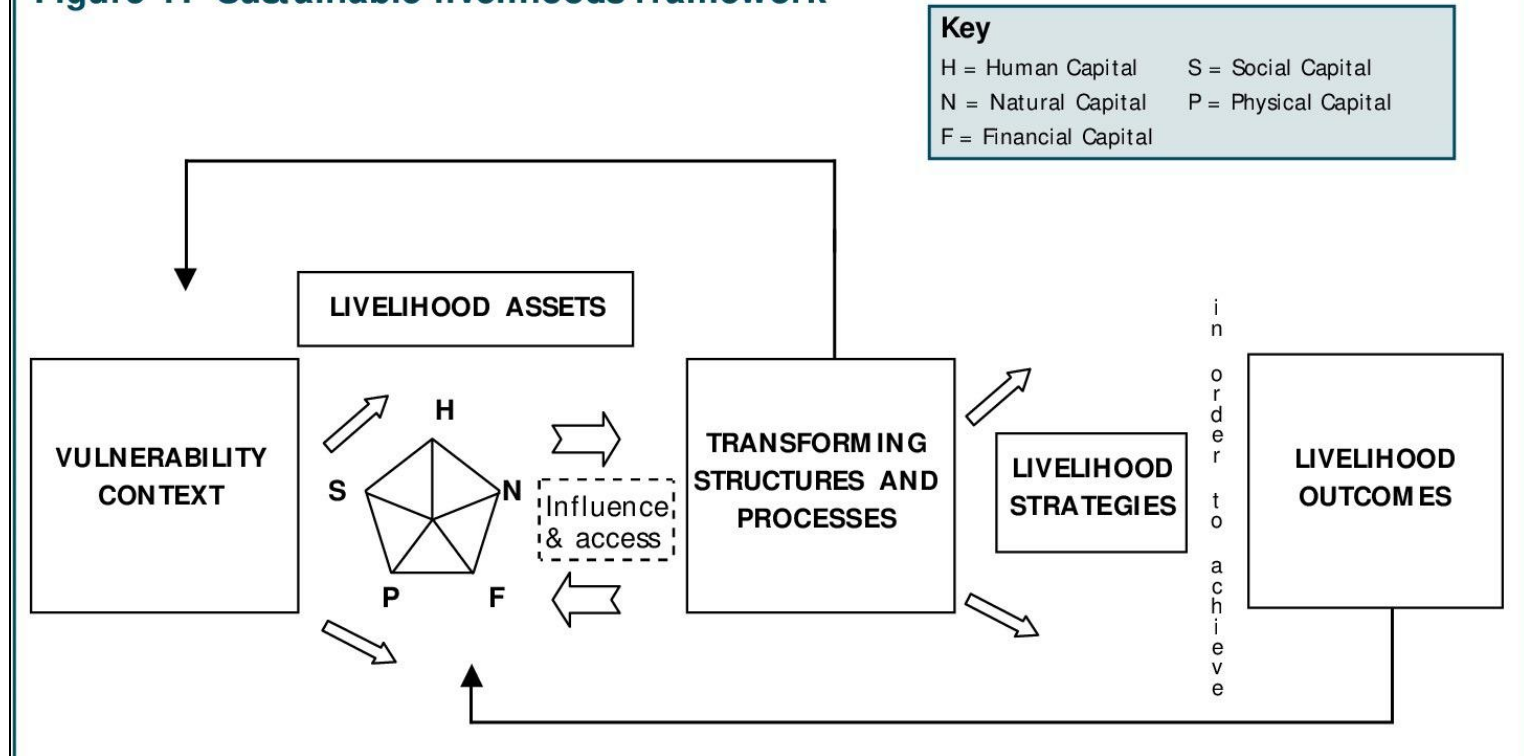 Figure 1: Sustainable livelihoods framework
Key
H = Human Capital S = Social Capital
N = Natural Capital P = Physical Capital
F = Financial Capital
LIVELIHOOD ASSETS
VULNERABILITY
CONTEXT
H
S
N
P
F
Influence
& access
TRANSFORMING
STRUCTURES AND
PROCESSES
LIVELIHOOD
STRATEGIES
in order to achieve
LIVELIHOOD
OUTCOMES